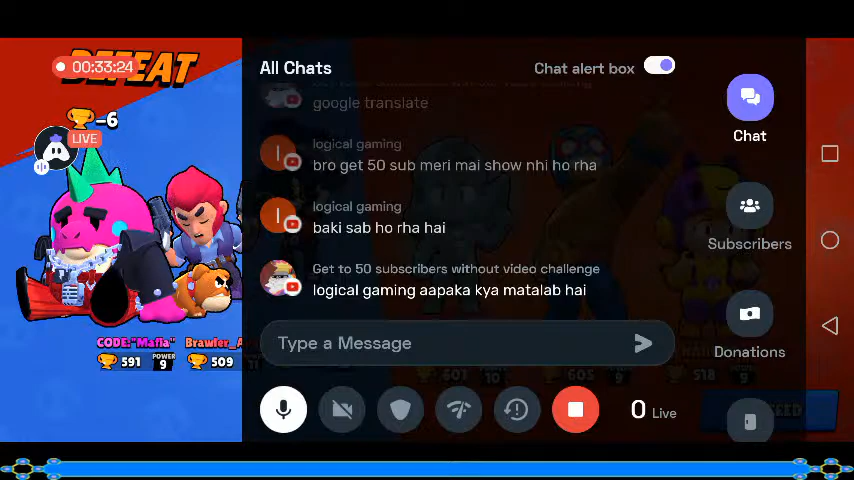 00:33:24
DEFEAT
-6
LIVE
CODE:"Mafia"
591
POWER
9
Brawler_A
509
All Chats
Chat alert box
google translate
logical gaming
bro get 50 sub meri mai show nhi ho rha
logical gaming
baki sab ho rha hai
Get to 50 subscribers without video challenge
logical gaming aapaka kya matalab hai
Type a Message
0 Live
Chat
Subscribers
Donations